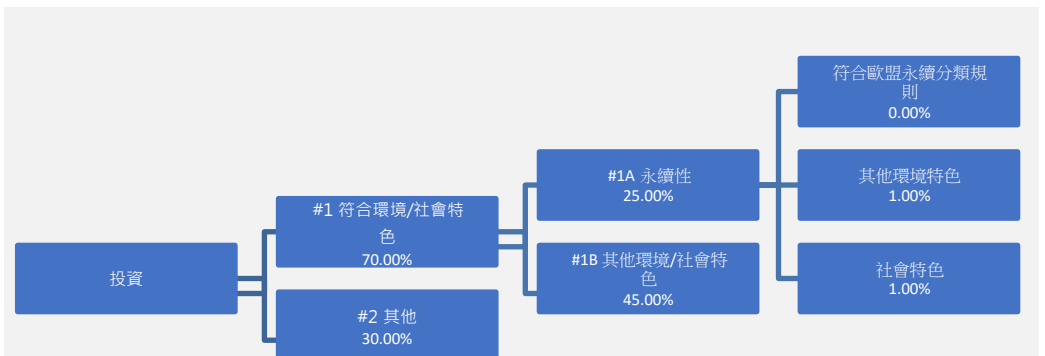 投資
#1 符合環境/社會特
色
70.00%
#2 其他
30.00%
#1A 永續性
25.00%
#1B 其他環境/社會特
色
45.00%
符合歐盟永續分類規
則
0.00%
其他環境特色
1.00%
社會特色
1.00%